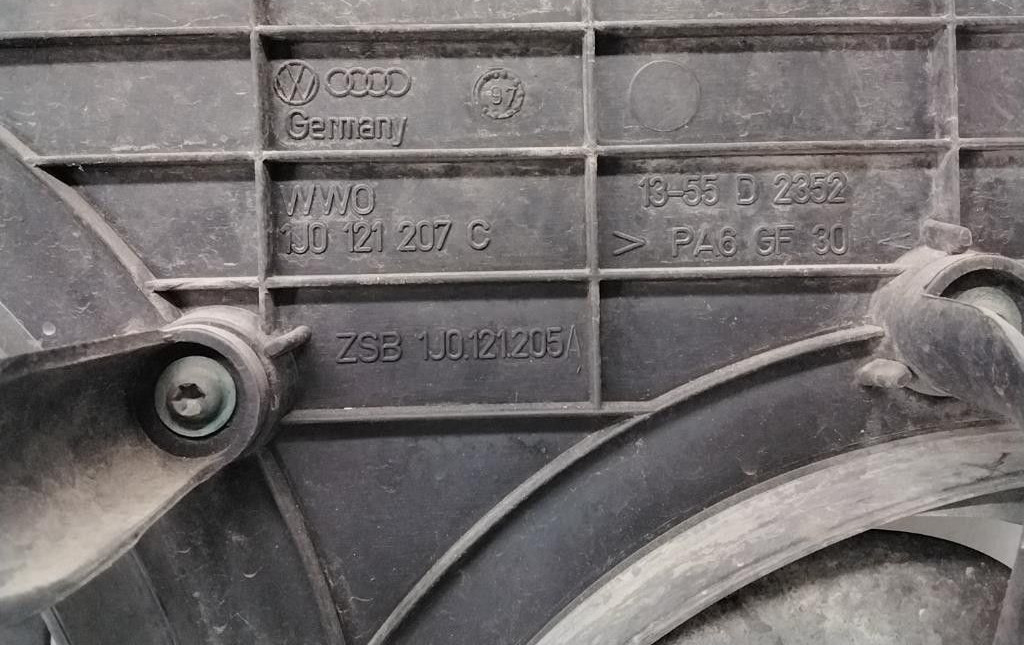 97
Germany
WWO
1J0 121 207 C
13-55 D 2352
> PA6 GF 30 <
ZSB 1J0.121.205A